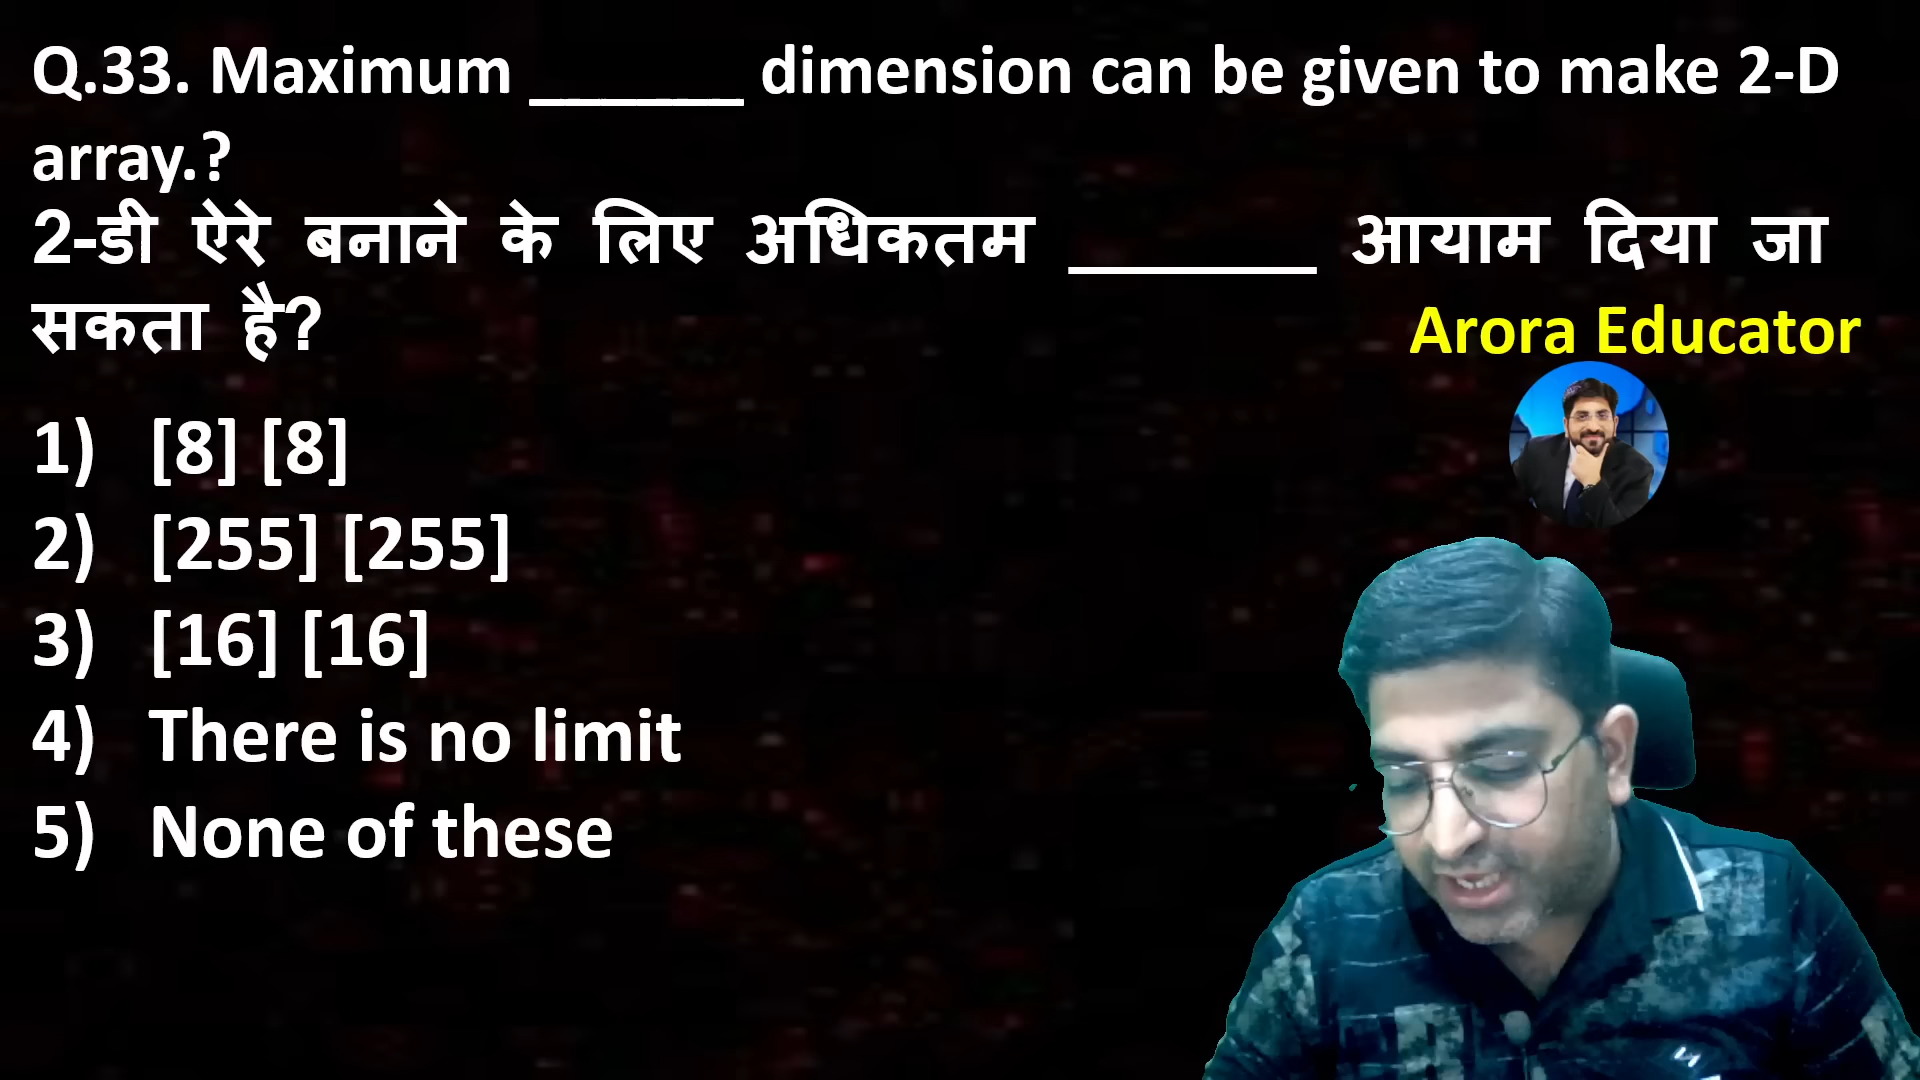 Q.33. Maximum _______ dimension can be given to make 2-D
array.?
2-डी ऐरे बनाने के लिए अधिकतम _______ आयाम दिया जा
सकता है?
Arora Educator
1) [8] [8]
2) [255] [255]
3) [16] [16]
4) There is no limit
5) None of these